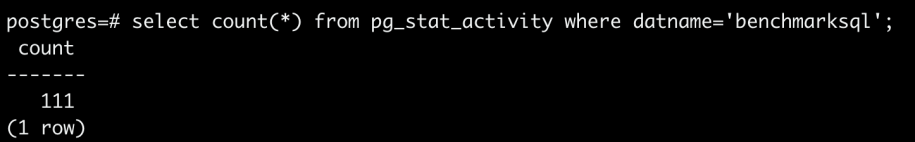 postgres=# select count(*) from pg_stat_activity where datname='benchmarksql';
 count
-------
   111
(1 row)